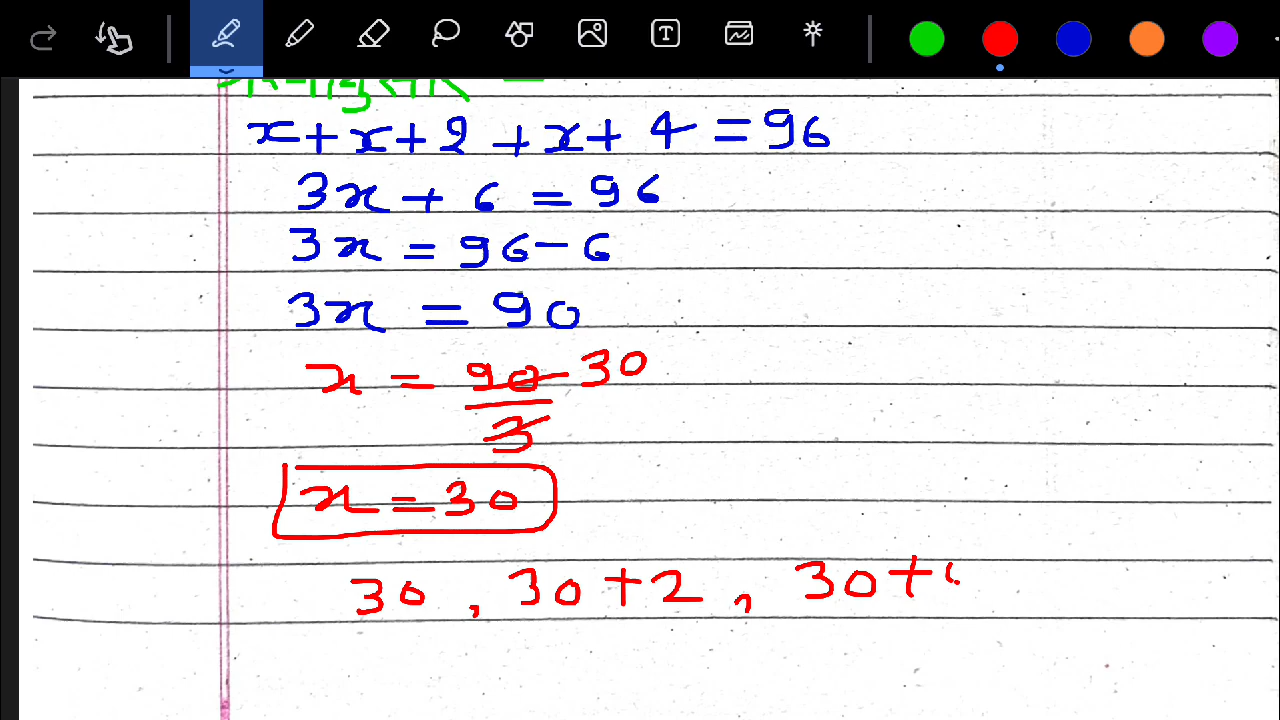 x+x+2+x+4=96
3x+6=96
3x=96-6
3x=90
x=90/3 30
x=30
30, 30+2, 30+